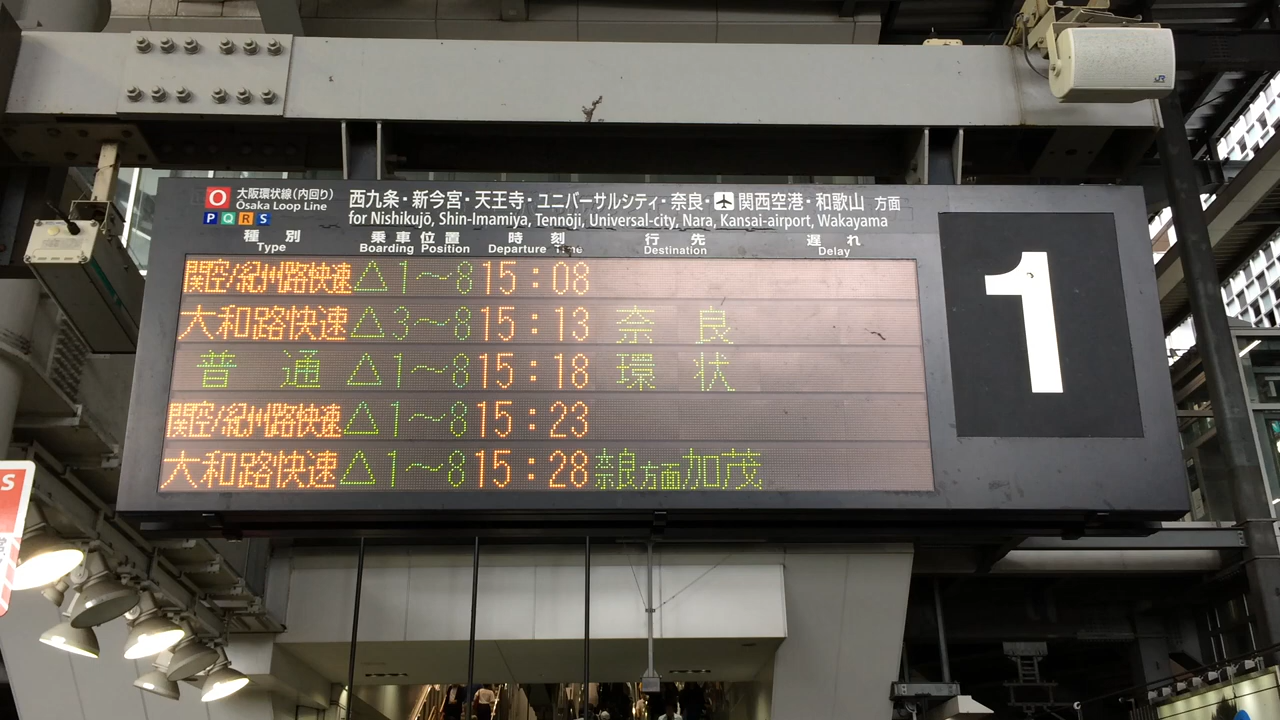 O 大阪環状線(内回り) Ōsaka Loop Line
P Q R S
西九条・新今宮・天王寺・ユニバーサルシティ・奈良・関西空港・和歌山 方面
for Nishikujō, Shin-Imamiya, Tennōji, Universal-city, Nara, Kansai-airport, Wakayama
種別 乗車位置 時刻 行先 遅れ
Type Boarding Position Departure Time Destination Delay
関空/紀州路快速 △1〜8 15:08
大和路快速 △3〜8 15:13 奈良
普通 △1〜8 15:18 環状
関空/紀州路快速 △1〜8 15:23
大和路快速 △1〜8 15:28 奈良方面加茂
1
JR
S